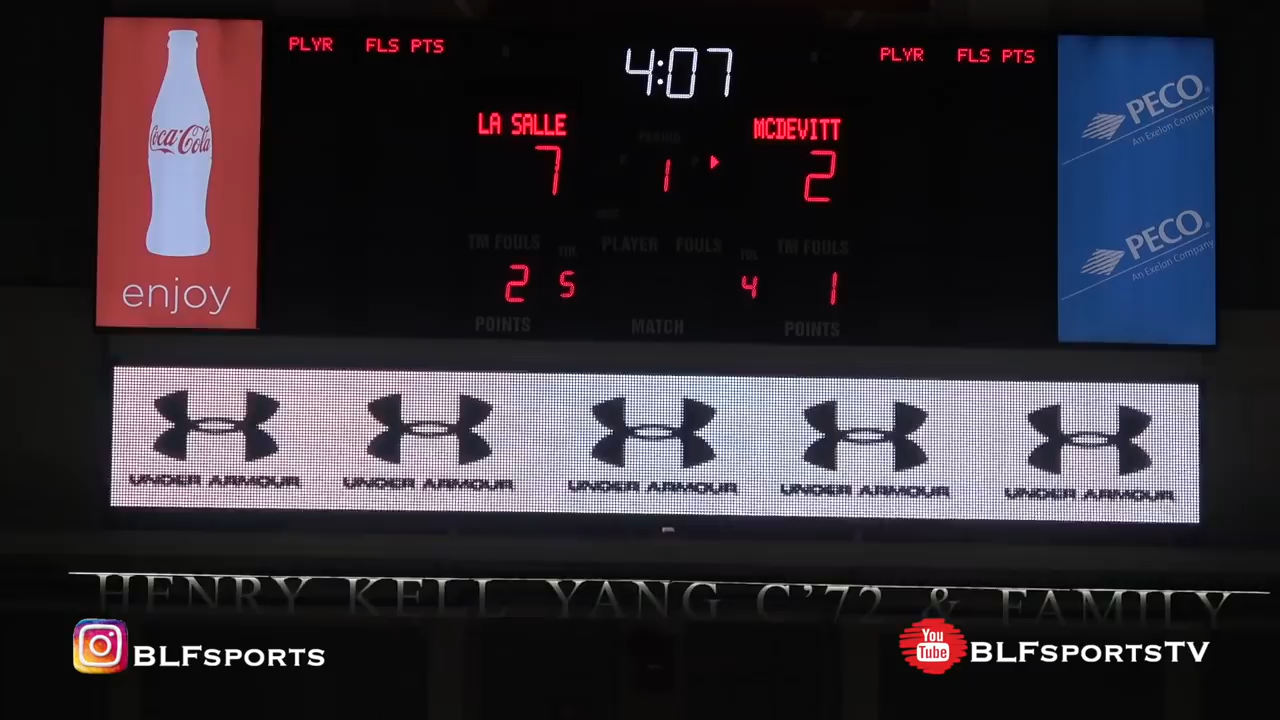 PLYR FLS PTS
4:07
PLYR FLS PTS
Coca-Cola
enjoy
LA SALLE
7
PERIOD
1
MCDEVITT
2
PECO
An Exelon Company
PECO
An Exelon Company
TM FOULS
PLAYER FOULS
TM FOULS
2 5
4 1
POINTS
MATCH
POINTS
UNDER ARMOUR
UNDER ARMOUR
UNDER ARMOUR
UNDER ARMOUR
UNDER ARMOUR
HENRY KELL YANG C'72 & FAMILY
BLFSPORTS
You Tube
BLFSPORTSTV